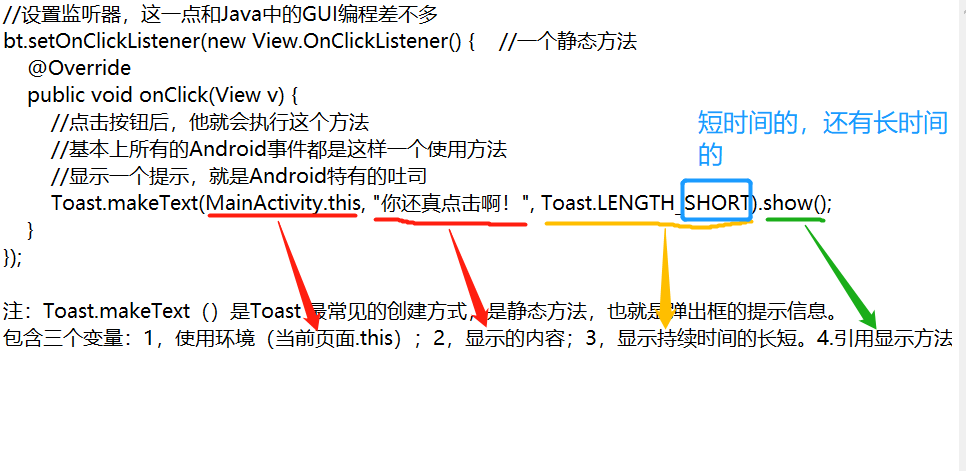 //设置监听器，这一点和Java中的GUI编程差不多
bt.setOnClickListener(new View.OnClickListener() {    //一个静态方法
@Override
public void onClick(View v) {
//点击按钮后，他就会执行这个方法
//基本上所有的Android事件都是这样一个使用方法
//显示一个提示，就是Android特有的吐司
短时间的，还有长时间
的
Toast.makeText(MainActivity.this, "你还真点击啊！", Toast.LENGTH_SHORT).show();
}
});
注：Toast.makeText（）是Toast 最常见的创建方式，是静态方法，也就是弹出框的提示信息。
包含三个变量：1，使用环境（当前页面.this）；2，显示的内容；3，显示持续时间的长短。4.引用显示方法